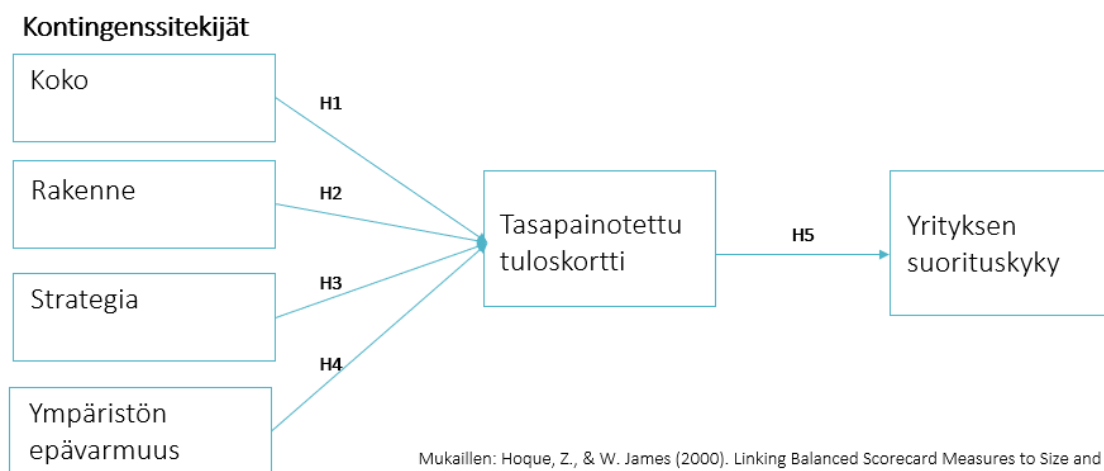 Kontingenssitekijät
Koko
H1
Rakenne
H2
Strategia
H3
Ympäristön
epävarmuus
H4
Tasapainotettu
tuloskortti
H5
Yrityksen
suorituskyky
Mukaillen: Hoque, Z., & W. James (2000). Linking Balanced Scorecard Measures to Size and